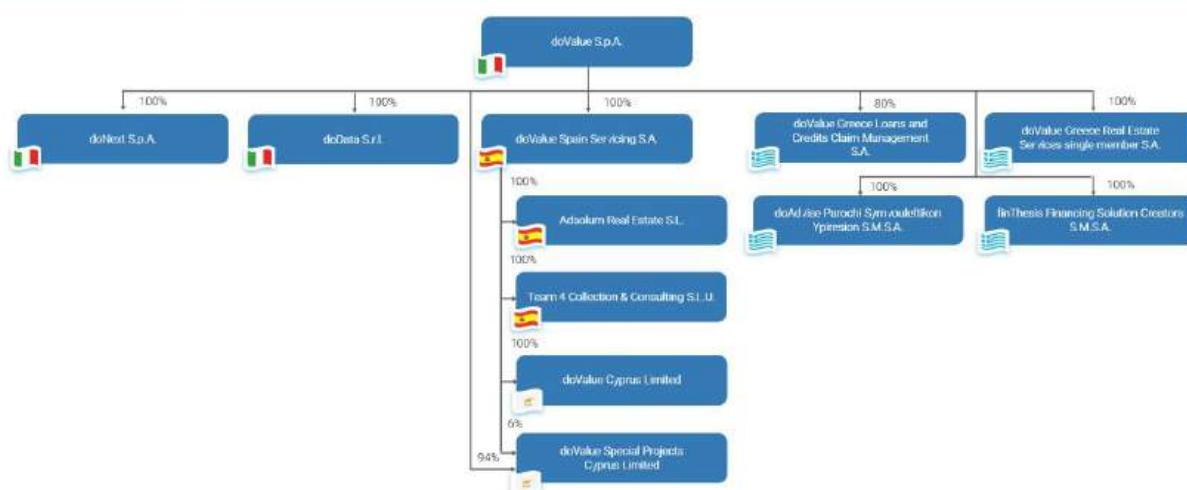 doValue S.p.A.
100%
100%
100%
80%
100%
doNext S.p.A.
doData S.r.l.
doValue Spain Servicing S.A.
doValue Greece Loans and
Credits Claim Management
S.A.
doValue Greece Real Estate
Services single member S.A.
100%
100%
100%
Adsolum Real Estate S.L.
doAdvise Parochi Symvouleftikon
Ypiresion S.M.S.A.
finThesis Financing Solution Creators
S.M.S.A.
100%
Team 4 Collection & Consulting S.L.U.
100%
doValue Cyprus Limited
6%
94%
doValue Special Projects
Cyprus Limited